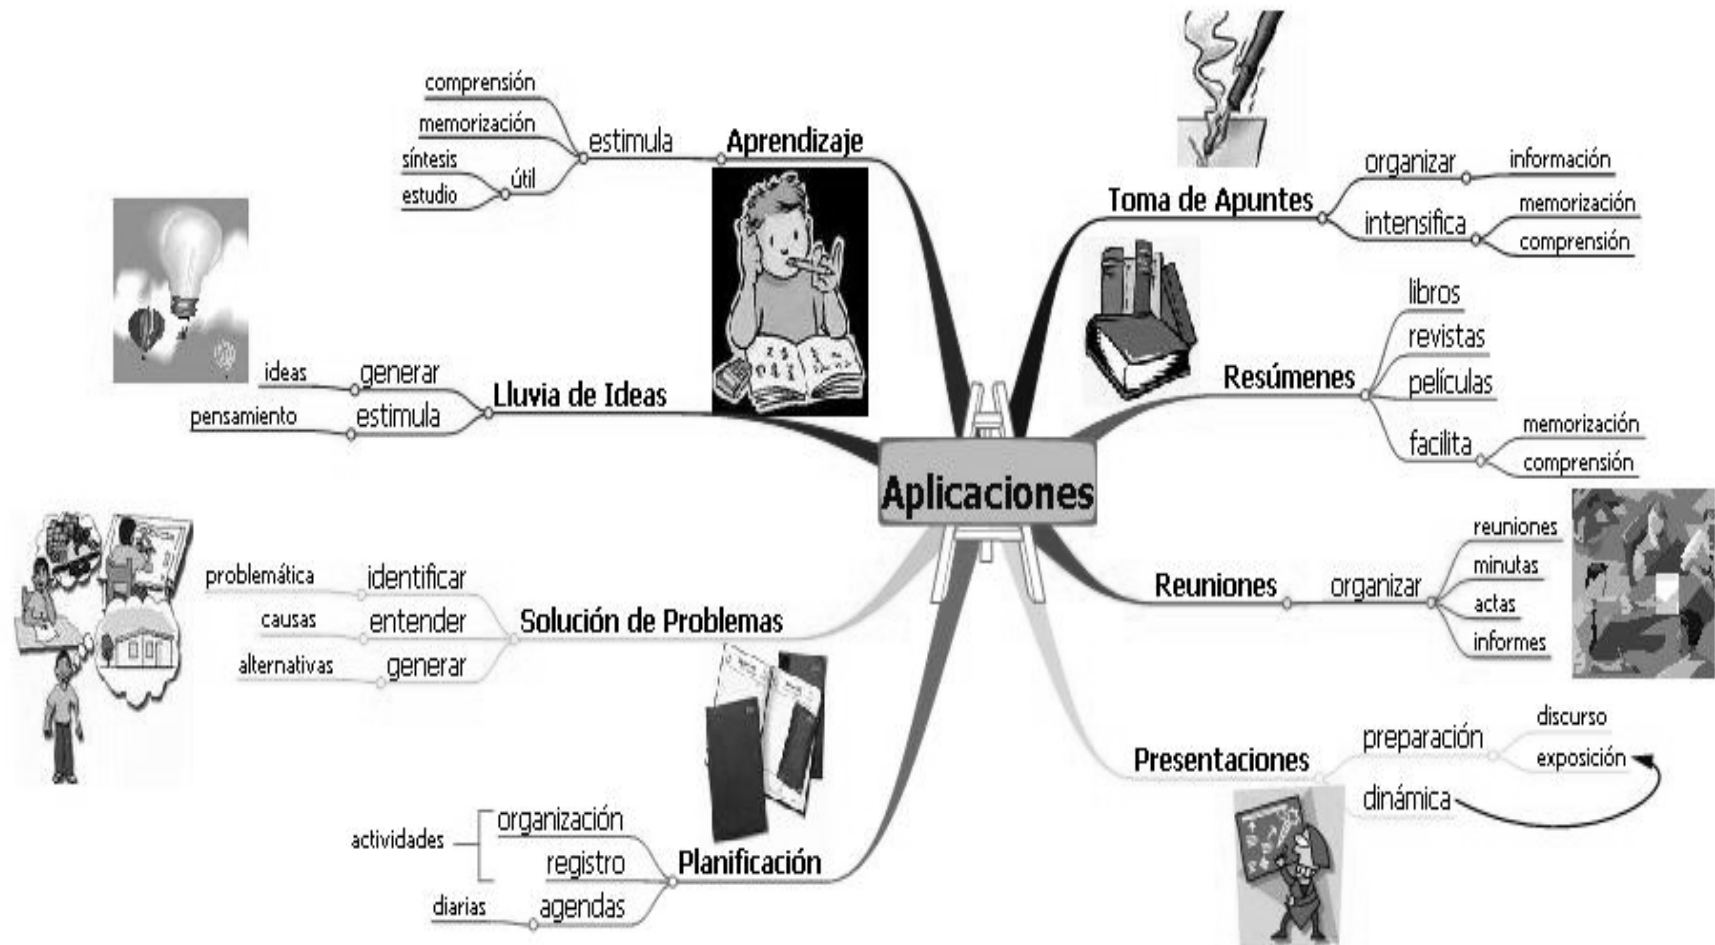 Aplicaciones
Toma de Apuntes
organizar
información
intensifica
memorización
comprensión
Resúmenes
libros
revistas
películas
facilita
memorización
comprensión
Reuniones
organizar
reuniones
minutas
actas
informes
Presentaciones
preparación
discurso
exposición
dinámica
Planificación
organización
registro
actividades
agendas
diarias
Solución de Problemas
identificar
problemática
entender
causas
generar
alternativas
Lluvia de Ideas
generar
ideas
estimula
pensamiento
Aprendizaje
estimula
comprensión
memorización
útil
síntesis
estudio